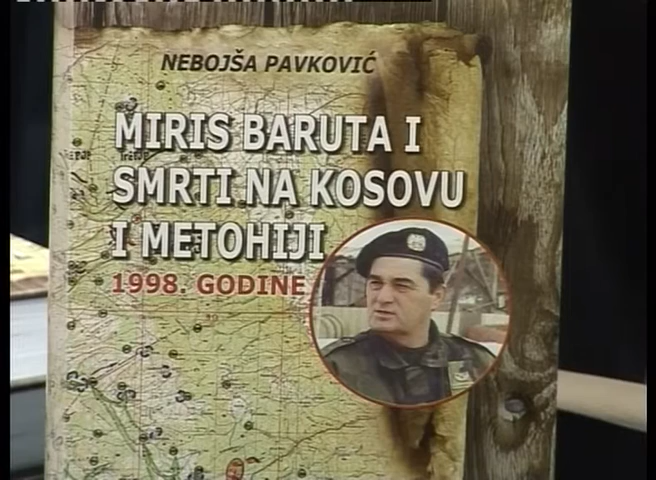 NEBOJŠA PAVKOVIĆ
MIRIS BARUTA I
SMRTI NA KOSOVU
I METOHIJI
1998. GODINE